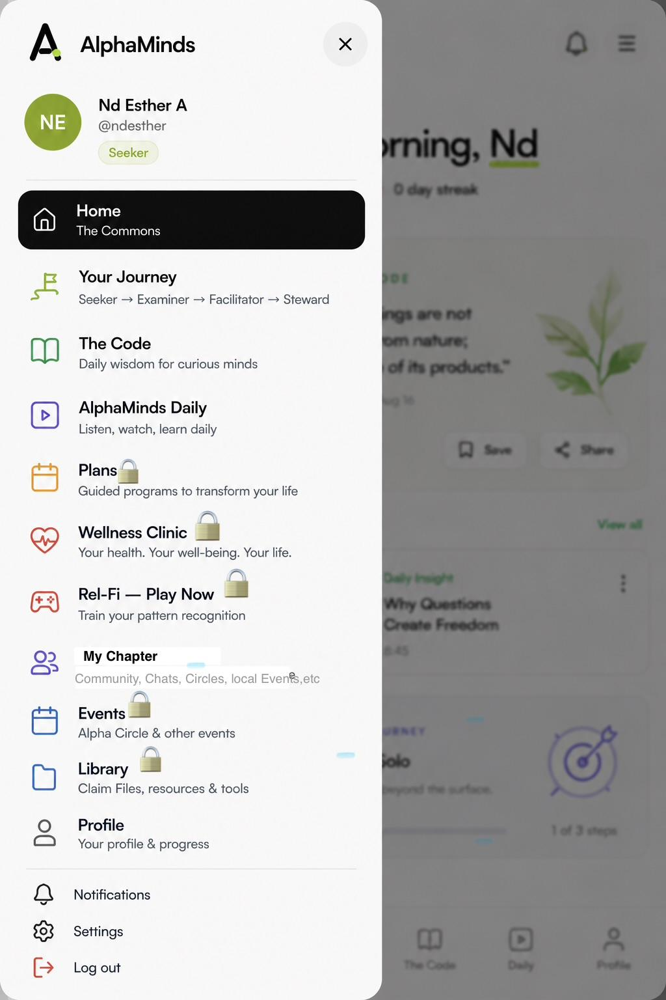 AlphaMinds
NE
Nd Esther A
@ndesther
Seeker
Home
The Commons
Your Journey
Seeker → Examiner → Facilitator → Steward
The Code
Daily wisdom for curious minds
AlphaMinds Daily
Listen, watch, learn daily
Plans
Guided programs to transform your life
Wellness Clinic
Your health. Your well-being. Your life.
Rel-Fi — Play Now
Train your pattern recognition
My Chapter
Community, Chats, Circles, local Events,etc
e
Events
Alpha Circle & other events
Library
Claim Files, resources & tools
Profile
Your profile & progress
Notifications
Settings
Log out
orning, Nd
0 day streak
ODE
ings are not
rom nature;
of its products.”
Aug 16
Save
Share
View all
Daily Insight
Why Questions
Create Freedom
8:45
URNEY
Solo
beyond the surface.
1 of 3 steps
The Code
Daily
Profile